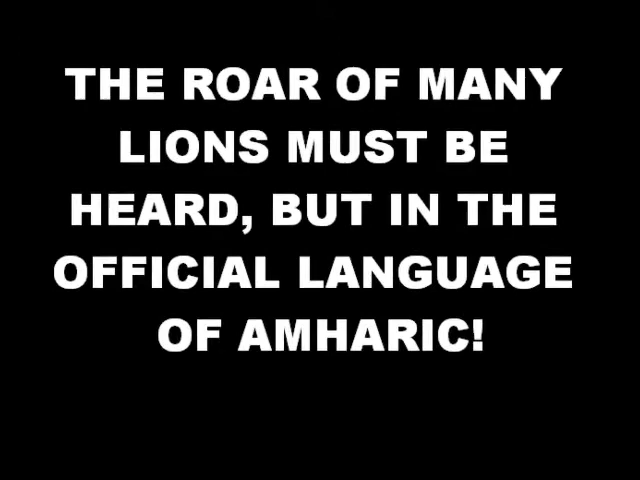 THE ROAR OF MANY
LIONS MUST BE
HEARD, BUT IN THE
OFFICIAL LANGUAGE
OF AMHARIC!